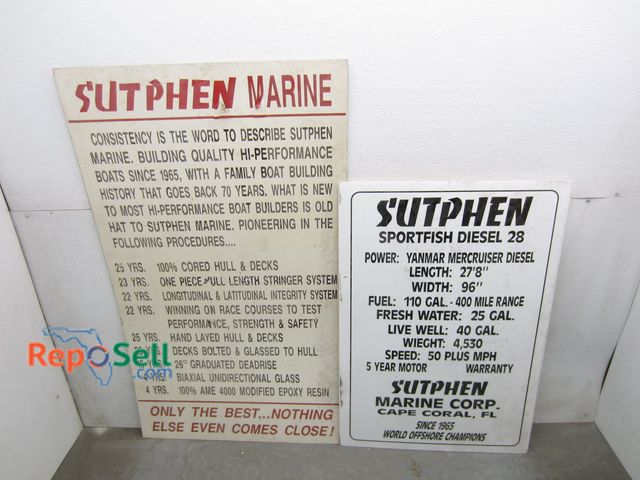 SUTPHEN MARINE
CONSISTENCY IS THE WORD TO DESCRIBE SUTPHEN
MARINE. BUILDING QUALITY HI-PERFORMANCE
BOATS SINCE 1965, WITH A FAMILY BOAT BUILDING
HISTORY THAT GOES BACK 70 YEARS. WHAT IS NEW
TO MOST HI-PERFORMANCE BOAT BUILDERS IS OLD
HAT TO SUTPHEN MARINE. PIONEERING IN THE
FOLLOWING PROCEDURES....
25 YRS. 100% CORED HULL & DECKS
23 YRS. ONE PIECE FULL LENGTH STRINGER SYSTEM
22 YRS. LONGITUDINAL & LATITUDINAL INTEGRITY SYSTEM
22 YRS. WINNING ON RACE COURSES TO TEST
PERFORMANCE, STRENGTH & SAFETY
25 YRS. HAND LAYED HULL & DECKS
DECKS BOLTED & GLASSED TO HULL
GRADUATED DEADRISE
4 YRS. BIAXIAL UNIDIRECTIONAL GLASS
4 YRS. 100% AME 4000 MODIFIED EPOXY RESIN
ONLY THE BEST...NOTHING
ELSE EVEN COMES CLOSE!
SUTPHEN
SPORTFISH DIESEL 28
POWER: YANMAR MERCRUISER DIESEL
LENGTH: 27'8"
WIDTH: 96"
FUEL: 110 GAL. - 400 MILE RANGE
FRESH WATER: 25 GAL.
LIVE WELL: 40 GAL.
WIEGHT: 4,530
SPEED: 50 PLUS MPH
5 YEAR MOTOR WARRANTY
SUTPHEN
MARINE CORP.
CAPE CORAL, FL
SINCE 1965
WORLD OFFSHORE CHAMPIONS
REPOSELL.com